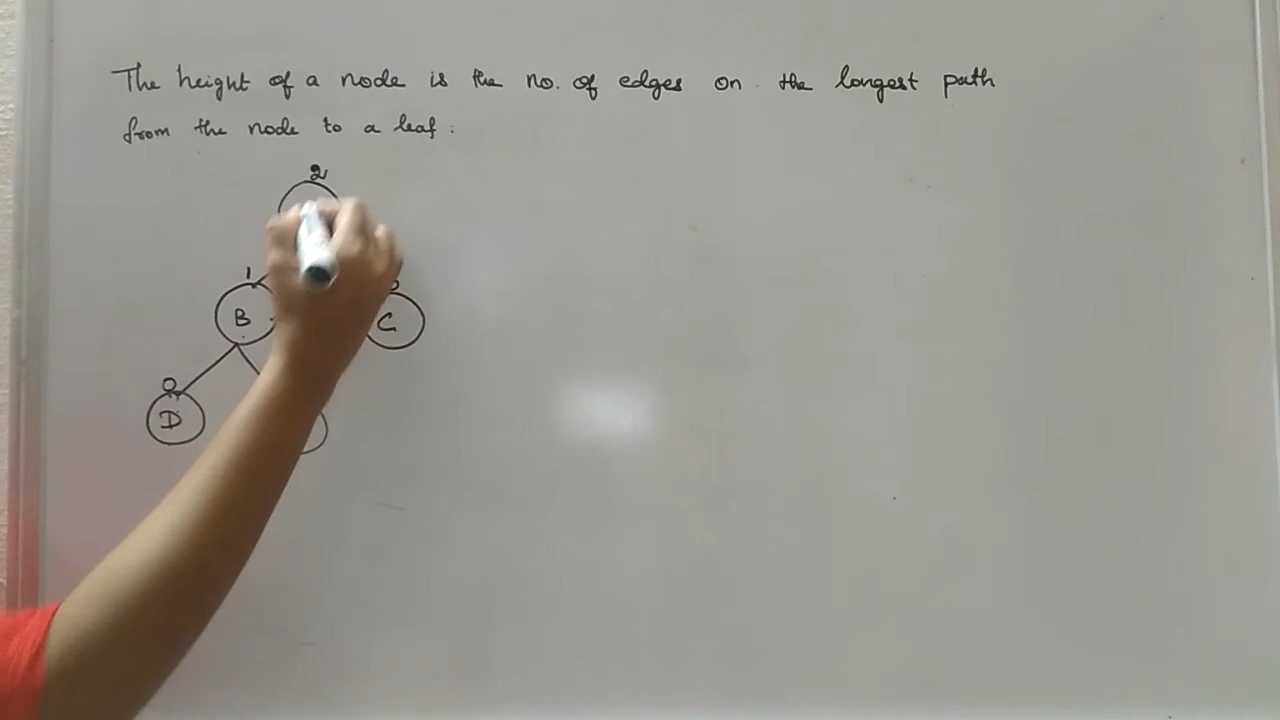 The height of a node is the no. of edges on the longest path
from the node to a leaf.
2
1
B
C
0
D